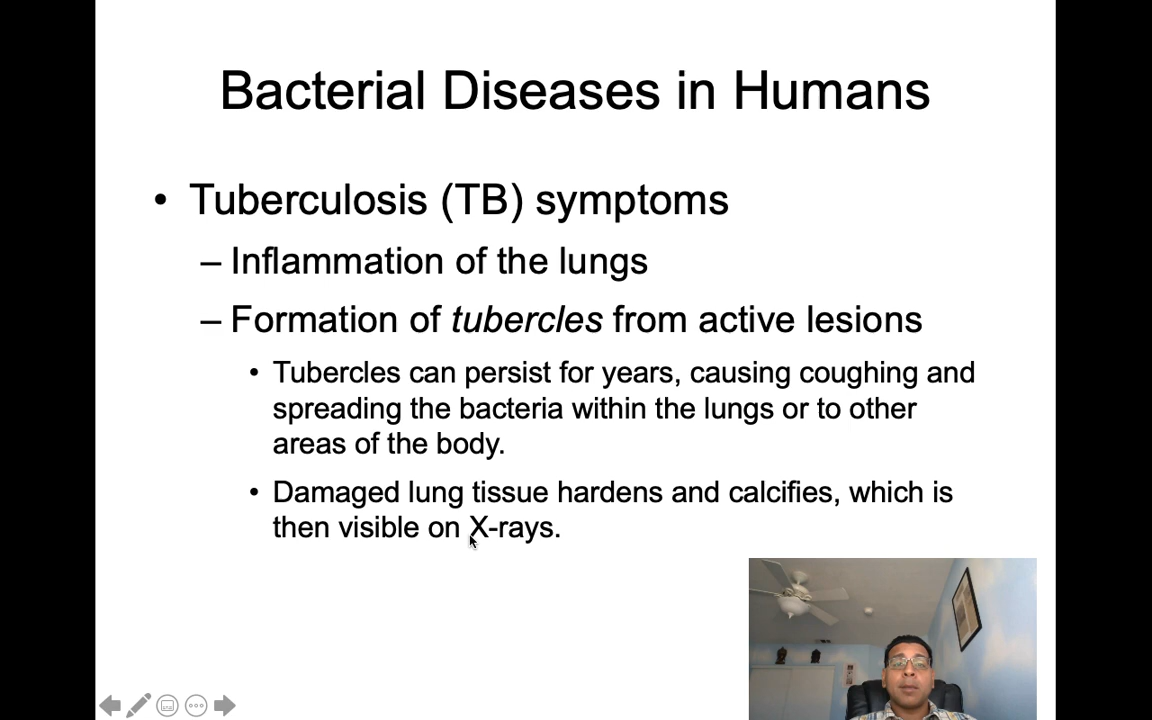 Bacterial Diseases in Humans
• Tuberculosis (TB) symptoms
– Inflammation of the lungs
– Formation of tubercles from active lesions
• Tubercles can persist for years, causing coughing and
spreading the bacteria within the lungs or to other
areas of the body.
• Damaged lung tissue hardens and calcifies, which is
then visible on X-rays.